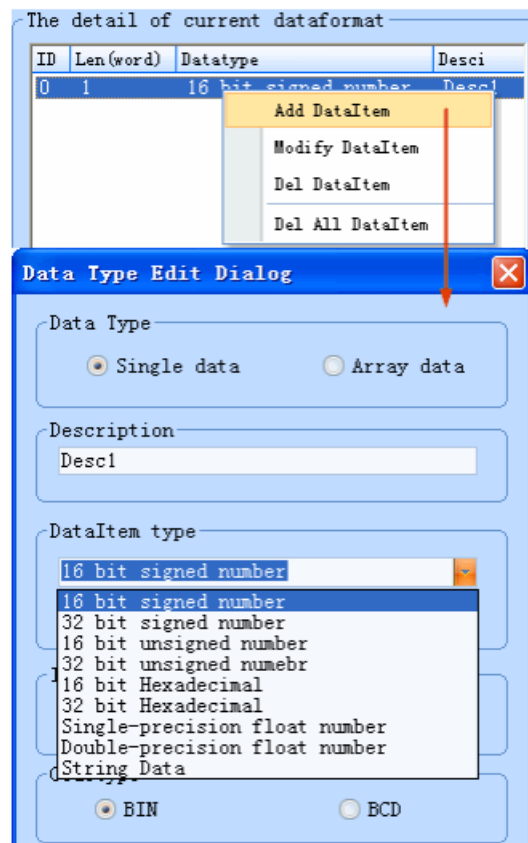 The detail of current dataformat
ID Len(word) Datatype Desci
0 1 16 bit signed number Desc1
Add DataItem
Modify DataItem
Del DataItem
Del All DataItem
Data Type Edit Dialog
Data Type
Single data Array data
Description
Desc1
DataItem type
16 bit signed number
16 bit signed number
32 bit signed number
16 bit unsigned number
32 bit unsigned numebr
16 bit Hexadecimal
32 bit Hexadecimal
Single-precision float number
Double-precision float number
String Data
BIN BCD